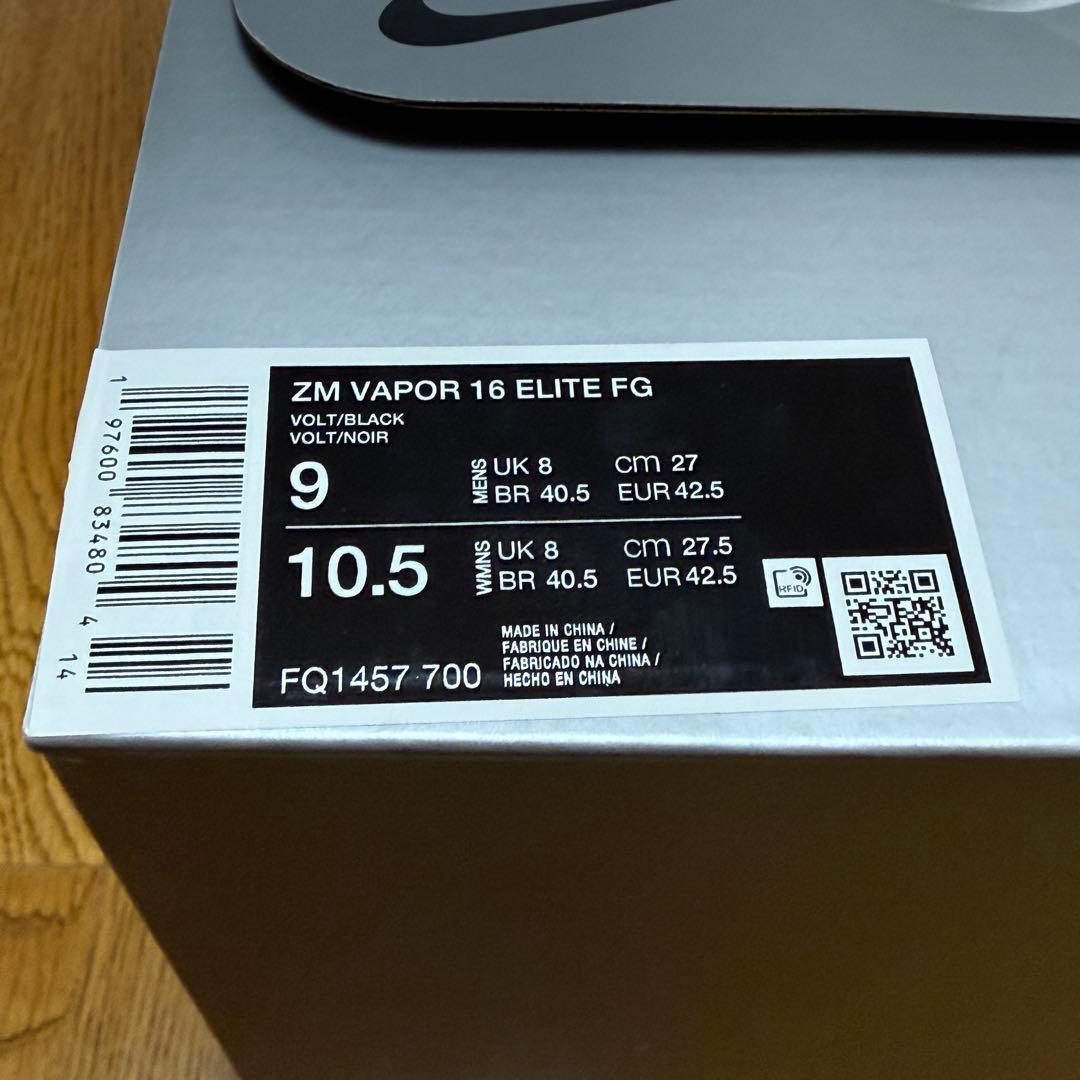 ZM VAPOR 16 ELITE FG
VOLT/BLACK
VOLT/NOIR
9
MENS
UK 8 cm 27
BR 40.5 EUR 42.5
10.5
WMNS
UK 8 cm 27.5
BR 40.5 EUR 42.5
MADE IN CHINA /
FABRIQUE EN CHINE /
FABRICADO NA CHINA /
HECHO EN CHINA
FQ1457 700
RFID
1 97600 83480 4 14